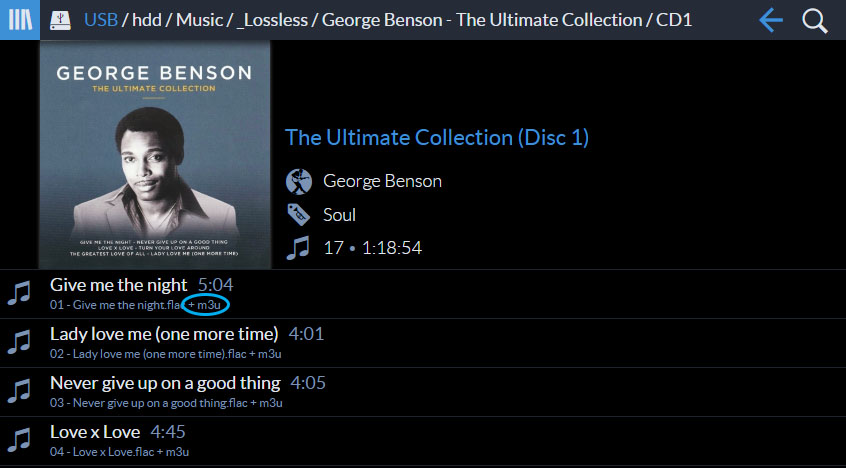 USB / hdd / Music / _Lossless / George Benson - The Ultimate Collection / CD1
GEORGE BENSON
THE ULTIMATE COLLECTION
GIVE ME THE NIGHT - NEVER GIVE UP ON A GOOD THING
LOVE X LOVE - TURN YOUR LOVE AROUND
THE GREATEST LOVE OF ALL - LADY LOVE ME (ONE MORE TIME)
The Ultimate Collection (Disc 1)
George Benson
Soul
17 • 1:18:54
Give me the night 5:04
01 - Give me the night.flac + m3u
Lady love me (one more time) 4:01
02 - Lady love me (one more time).flac + m3u
Never give up on a good thing 4:05
03 - Never give up on a good thing.flac + m3u
Love x Love 4:45
04 - Love x Love.flac + m3u